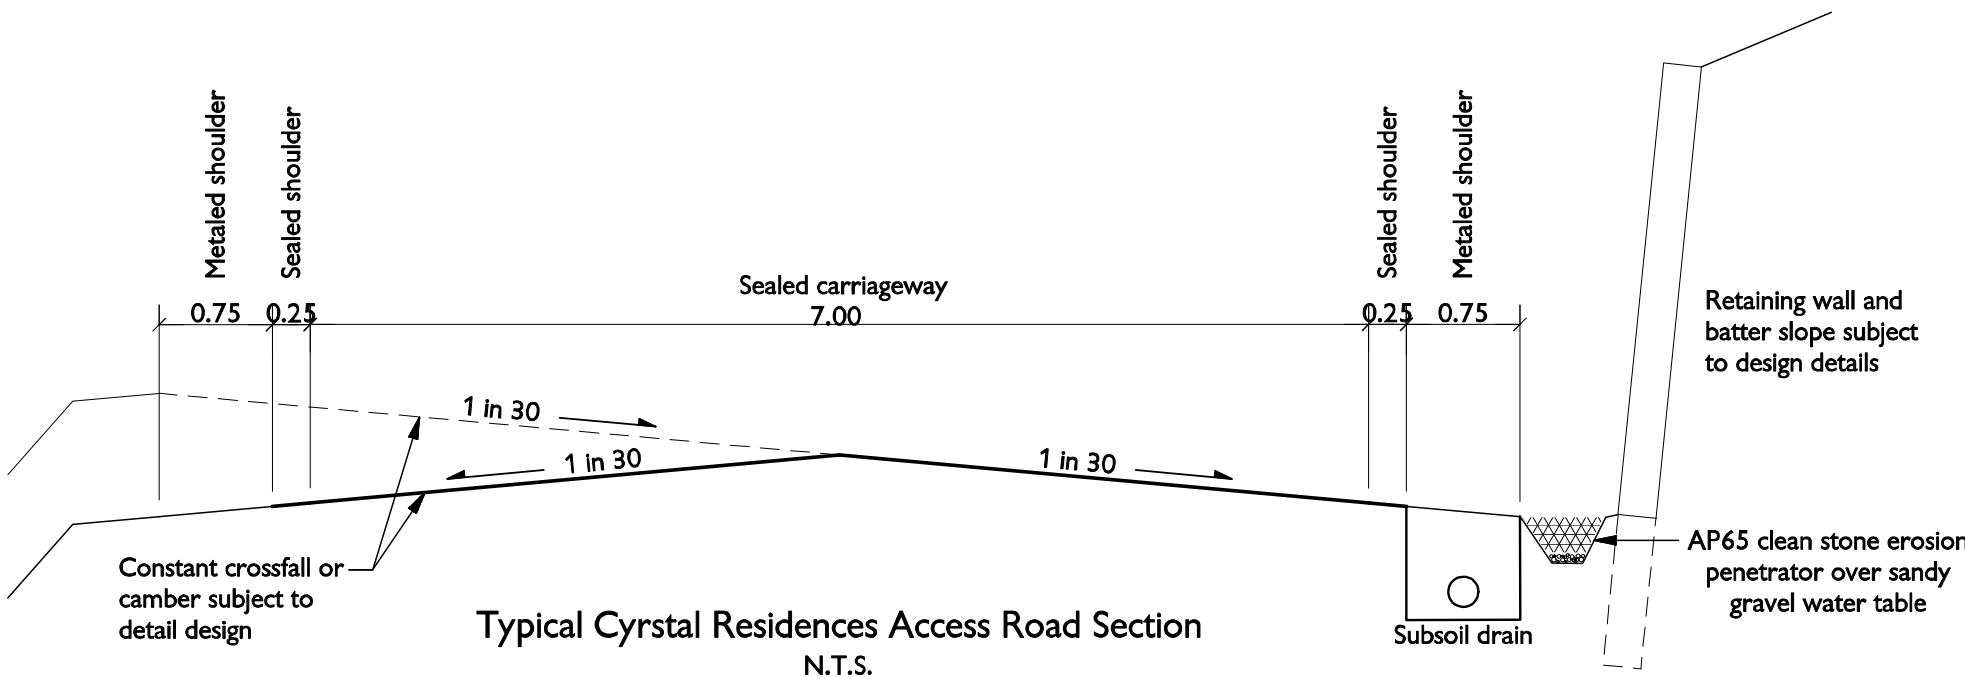 Metaled shoulder
Sealed shoulder
Sealed shoulder
Metaled shoulder
Sealed carriageway
0.75
0.25
7.00
0.25
0.75
Retaining wall and
batter slope subject
to design details
1 in 30
1 in 30
1 in 30
Constant crossfall or
camber subject to
detail design
AP65 clean stone erosion
penetrator over sandy
gravel water table
Subsoil drain
Typical Cyrstal Residences Access Road Section
N.T.S.